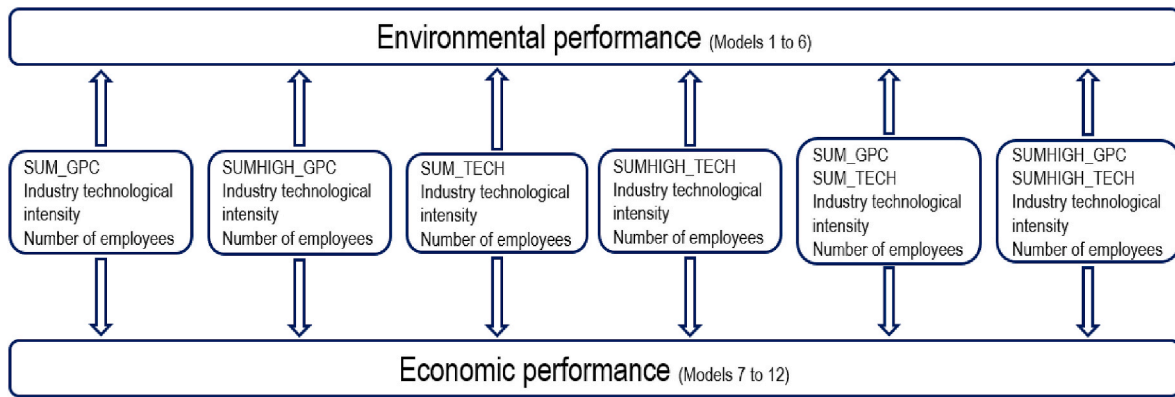 Environmental performance (Models 1 to 6)
SUM_GPC
Industry technological
intensity
Number of employees
SUMHIGH_GPC
Industry technological
intensity
Number of employees
SUM_TECH
Industry technological
intensity
Number of employees
SUMHIGH_TECH
Industry technological
intensity
Number of employees
SUM_GPC
SUM_TECH
Industry technological
intensity
Number of employees
SUMHIGH_GPC
SUMHIGH_TECH
Industry technological
intensity
Number of employees
Economic performance (Models 7 to 12)